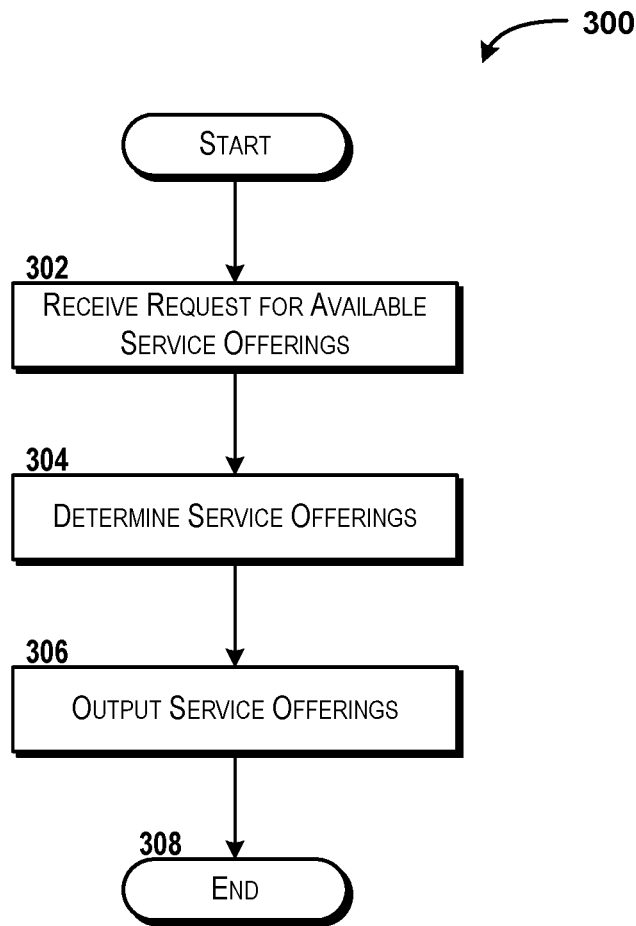 300
START
302
RECEIVE REQUEST FOR AVAILABLE
SERVICE OFFERINGS
304
DETERMINE SERVICE OFFERINGS
306
OUTPUT SERVICE OFFERINGS
308
END